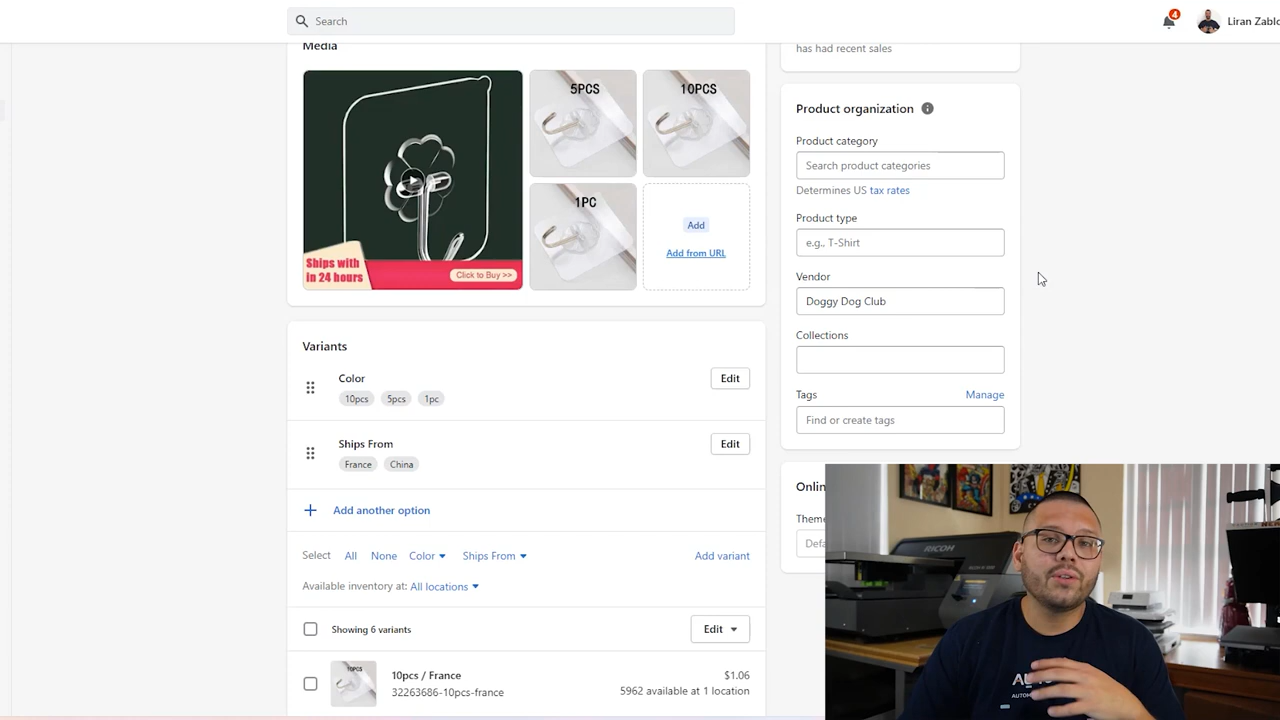 Search
4
Liran Zablo
Media
has had recent sales
5PCS
10PCS
1PC
Ships with
in 24 hours
Click to Buy >>
Add
Add from URL
Product organization
Product category
Search product categories
Determines US tax rates
Product type
e.g., T-Shirt
Vendor
Doggy Dog Club
Collections
Tags
Manage
Find or create tags
Variants
Color
Edit
10pcs
5pcs
1pc
Ships From
Edit
France
China
Add another option
Select
All
None
Color
Ships From
Add variant
Available inventory at: All locations
Showing 6 variants
Edit
10PCS
10pcs / France
$1.06
32263686-10pcs-france
5962 available at 1 location
Onlin
Theme
Defa
RICOH